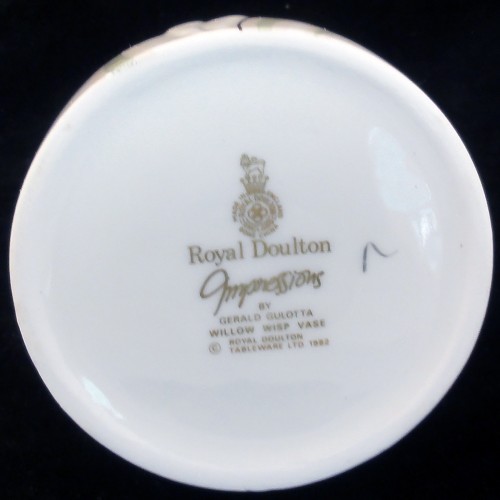 Royal Doulton
Impressions
BY
GERALD GULOTTA
WILLOW WISP VASE
© ROYAL DOULTON
TABLEWARE LTD 1982